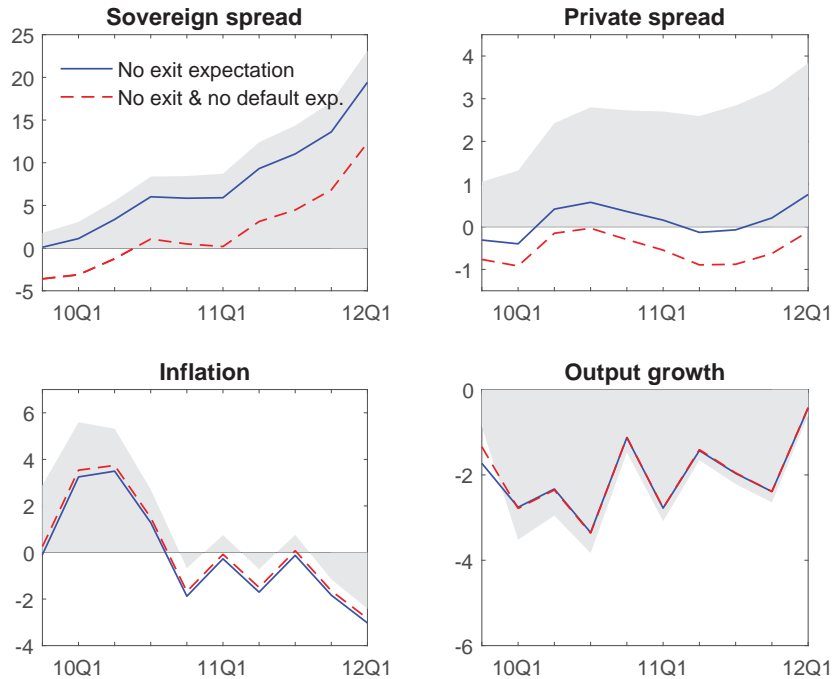 Sovereign spread
25
20
15
10
5
0
-5
No exit expectation
No exit & no default exp.
10Q1
11Q1
12Q1
Private spread
4
3
2
1
0
-1
10Q1
11Q1
12Q1
Inflation
6
4
2
0
-2
-4
10Q1
11Q1
12Q1
Output growth
0
-2
-4
-6
10Q1
11Q1
12Q1